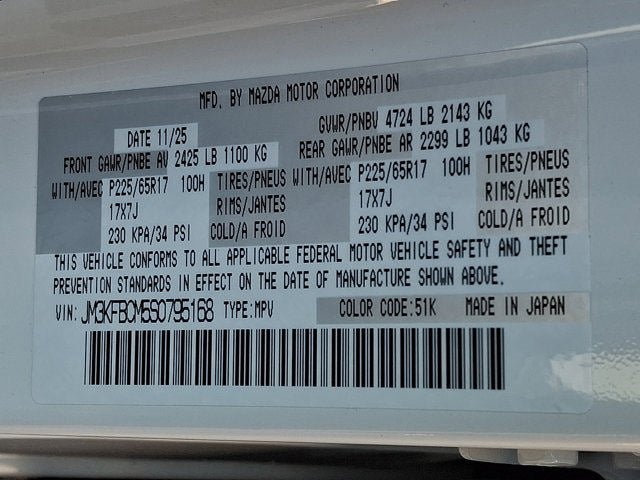 MFD. BY MAZDA MOTOR CORPORATION
DATE 11/25 GVWR/PNBV 4724 LB 2143 KG
FRONT GAWR/PNBE AV 2425 LB 1100 KG REAR GAWR/PNBE AR 2299 LB 1043 KG
WITH/AVEC P225/65R17 100H TIRES/PNEUS WITH/AVEC P225/65R17 100H TIRES/PNEUS
17X7J RIMS/JANTES 17X7J RIMS/JANTES
230 KPA/34 PSI COLD/A FROID 230 KPA/34 PSI COLD/A FROID
THIS VEHICLE CONFORMS TO ALL APPLICABLE FEDERAL MOTOR VEHICLE SAFETY AND THEFT
PREVENTION STANDARDS IN EFFECT ON THE DATE OF MANUFACTURE SHOWN ABOVE.
VIN: JM3KFBCM5S0795168 TYPE:MPV COLOR CODE:51K MADE IN JAPAN